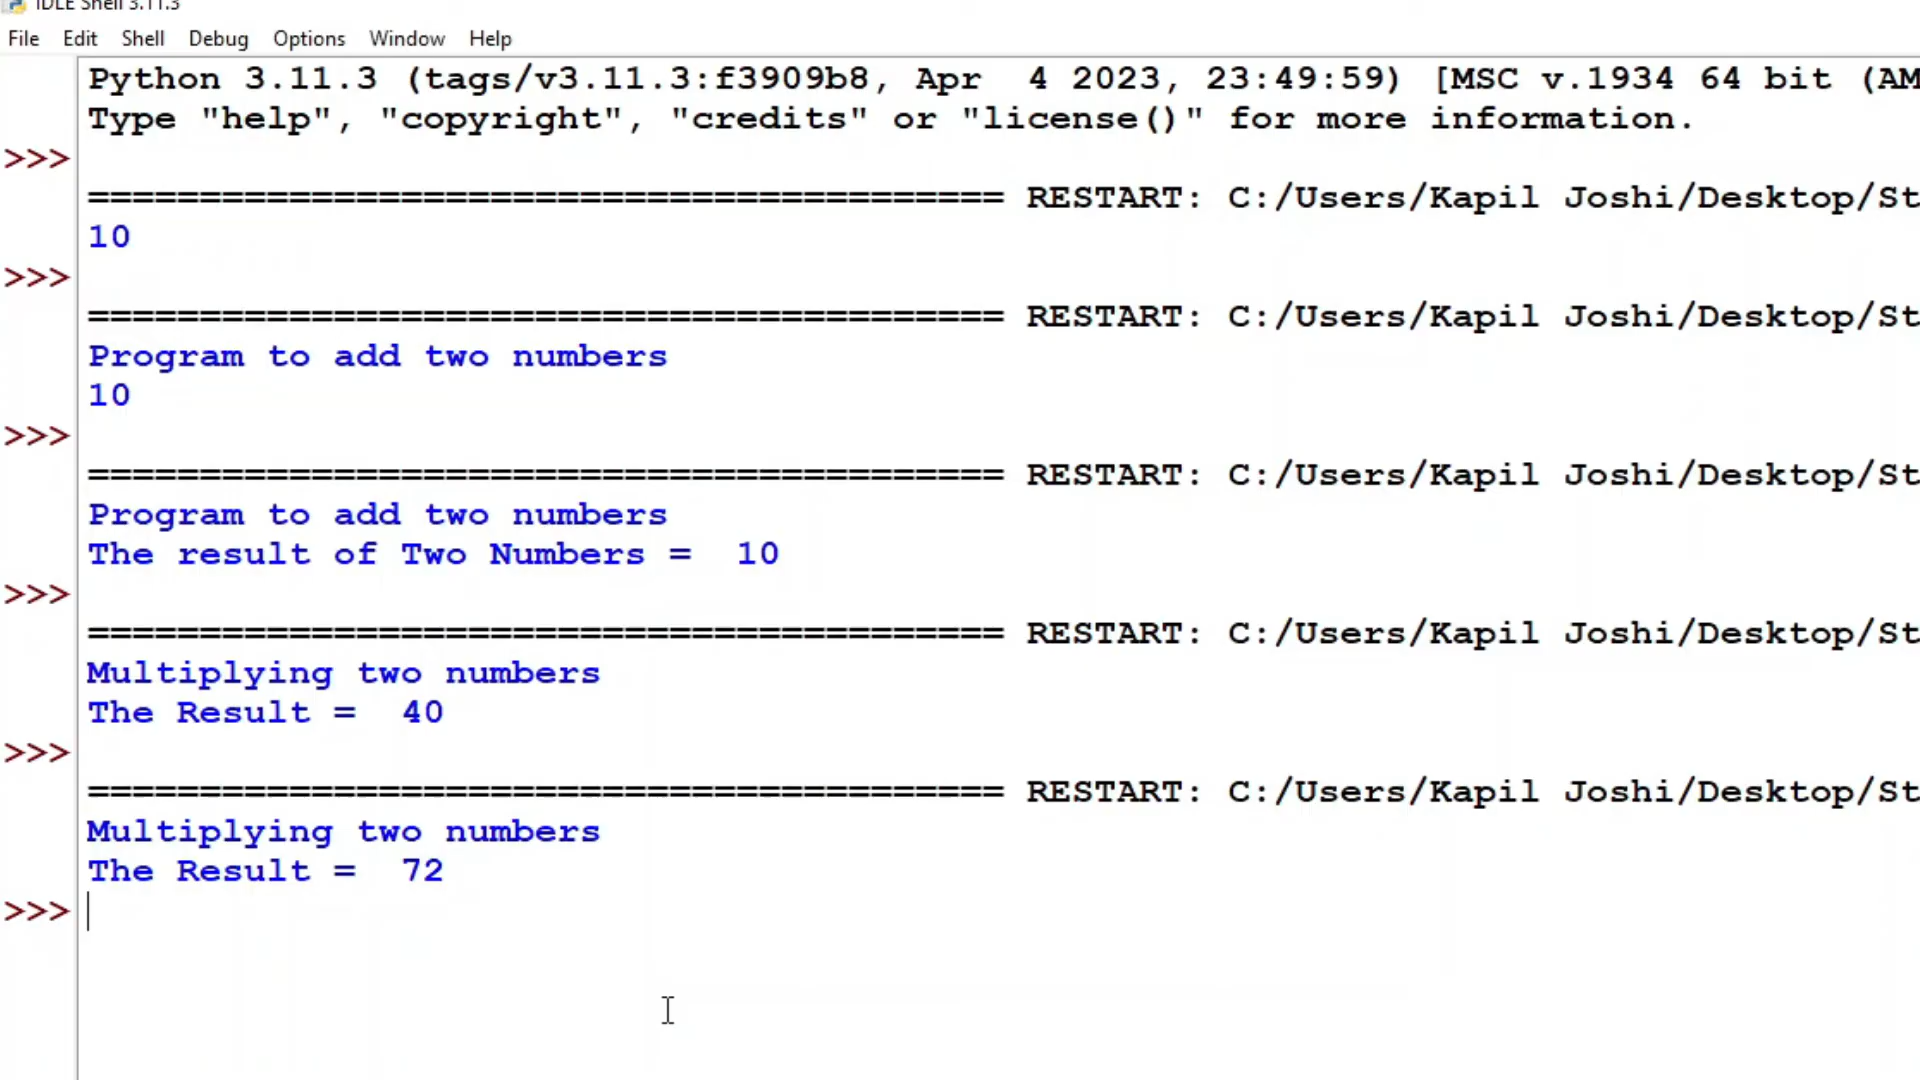 IDLE Shell 3.11.3
File Edit Shell Debug Options Window Help
Python 3.11.3 (tags/v3.11.3:f3909b8, Apr  4 2023, 23:49:59) [MSC v.1934 64 bit (AM
Type "help", "copyright", "credits" or "license()" for more information.
>>>
========================================= RESTART: C:/Users/Kapil Joshi/Desktop/St
10
>>>
========================================= RESTART: C:/Users/Kapil Joshi/Desktop/St
Program to add two numbers
10
>>>
========================================= RESTART: C:/Users/Kapil Joshi/Desktop/St
Program to add two numbers
The result of Two Numbers =  10
>>>
========================================= RESTART: C:/Users/Kapil Joshi/Desktop/St
Multiplying two numbers
The Result =  40
>>>
========================================= RESTART: C:/Users/Kapil Joshi/Desktop/St
Multiplying two numbers
The Result =  72
>>>